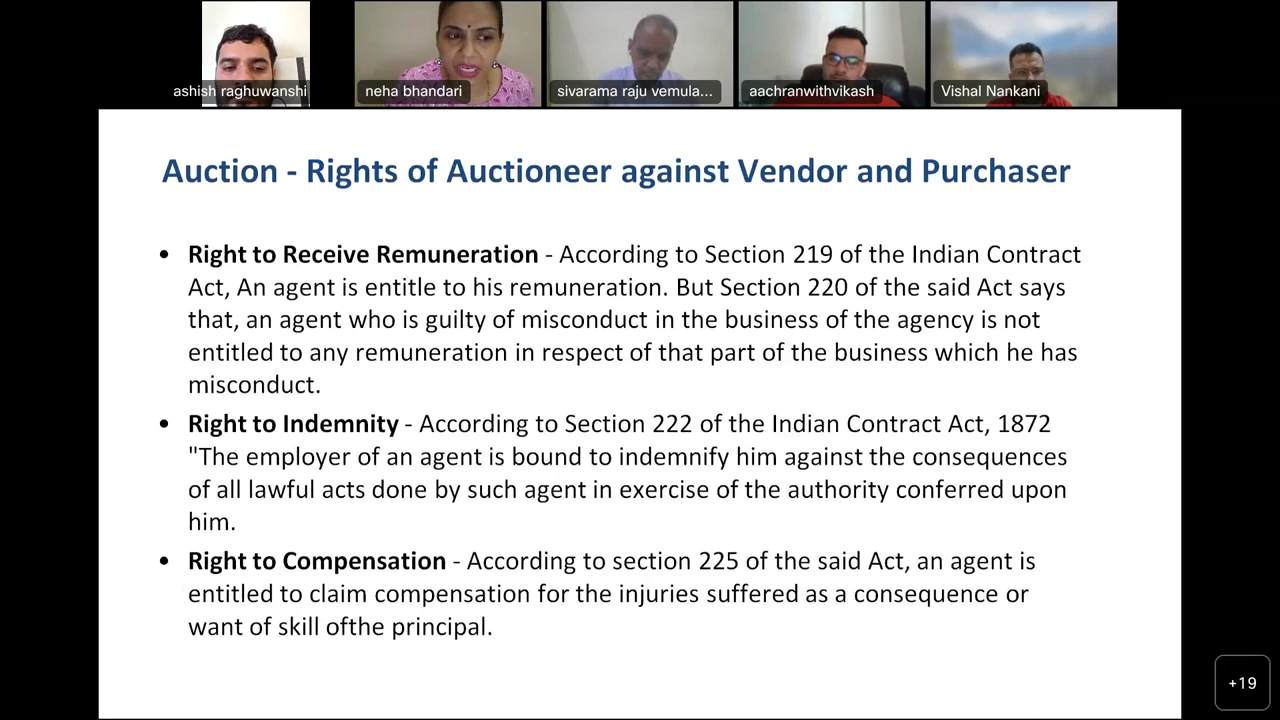 ashish raghuwanshi
neha bhandari
sivarama raju vemula...
aachranwithvikash
Vishal Nankani
Auction - Rights of Auctioneer against Vendor and Purchaser
• Right to Receive Remuneration - According to Section 219 of the Indian Contract
Act, An agent is entitle to his remuneration. But Section 220 of the said Act says
that, an agent who is guilty of misconduct in the business of the agency is not
entitled to any remuneration in respect of that part of the business which he has
misconduct.
• Right to Indemnity - According to Section 222 of the Indian Contract Act, 1872
"The employer of an agent is bound to indemnify him against the consequences
of all lawful acts done by such agent in exercise of the authority conferred upon
him.
• Right to Compensation - According to section 225 of the said Act, an agent is
entitled to claim compensation for the injuries suffered as a consequence or
want of skill ofthe principal.
+19